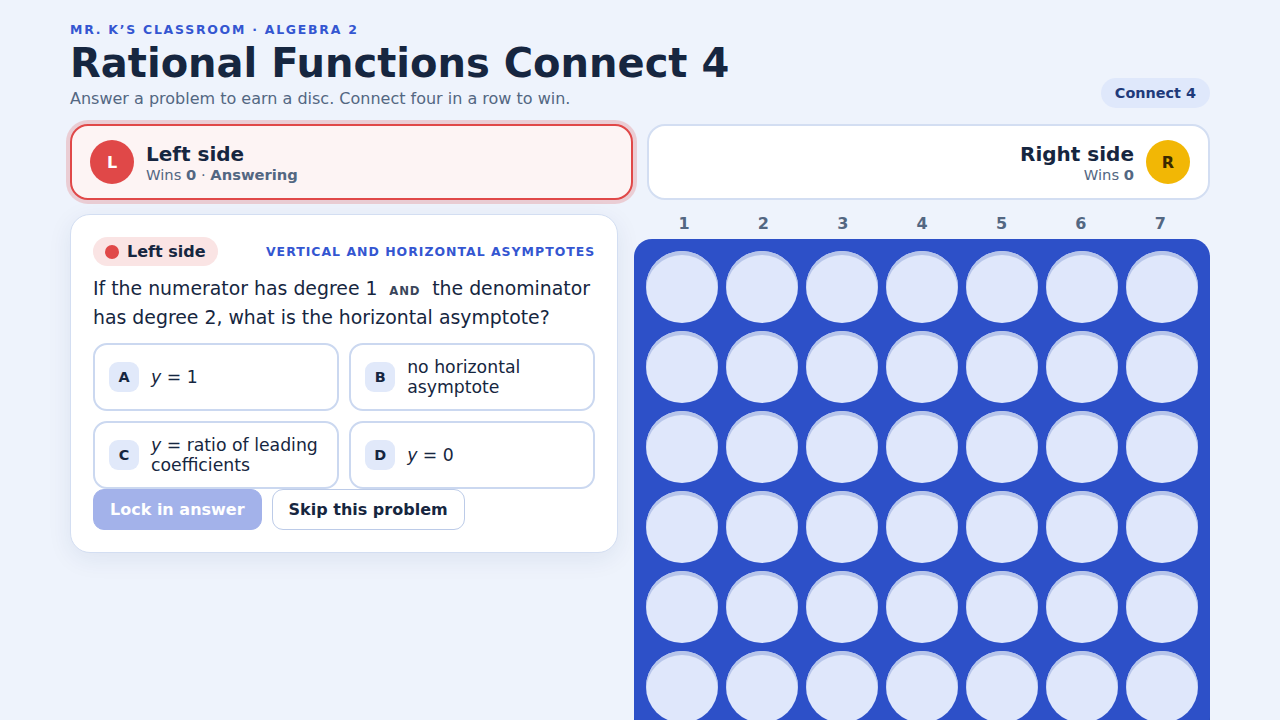 MR. K’S CLASSROOM · ALGEBRA 2
Rational Functions Connect 4
Answer a problem to earn a disc. Connect four in a row to win.
Connect 4
L
Left side
Wins 0 · Answering
Right side
Wins 0
R
Left side
VERTICAL AND HORIZONTAL ASYMPTOTES
If the numerator has degree 1 AND the denominator
has degree 2, what is the horizontal asymptote?
A y = 1
B no horizontal
asymptote
C y = ratio of leading
coefficients
D y = 0
Lock in answer
Skip this problem
1 2 3 4 5 6 7